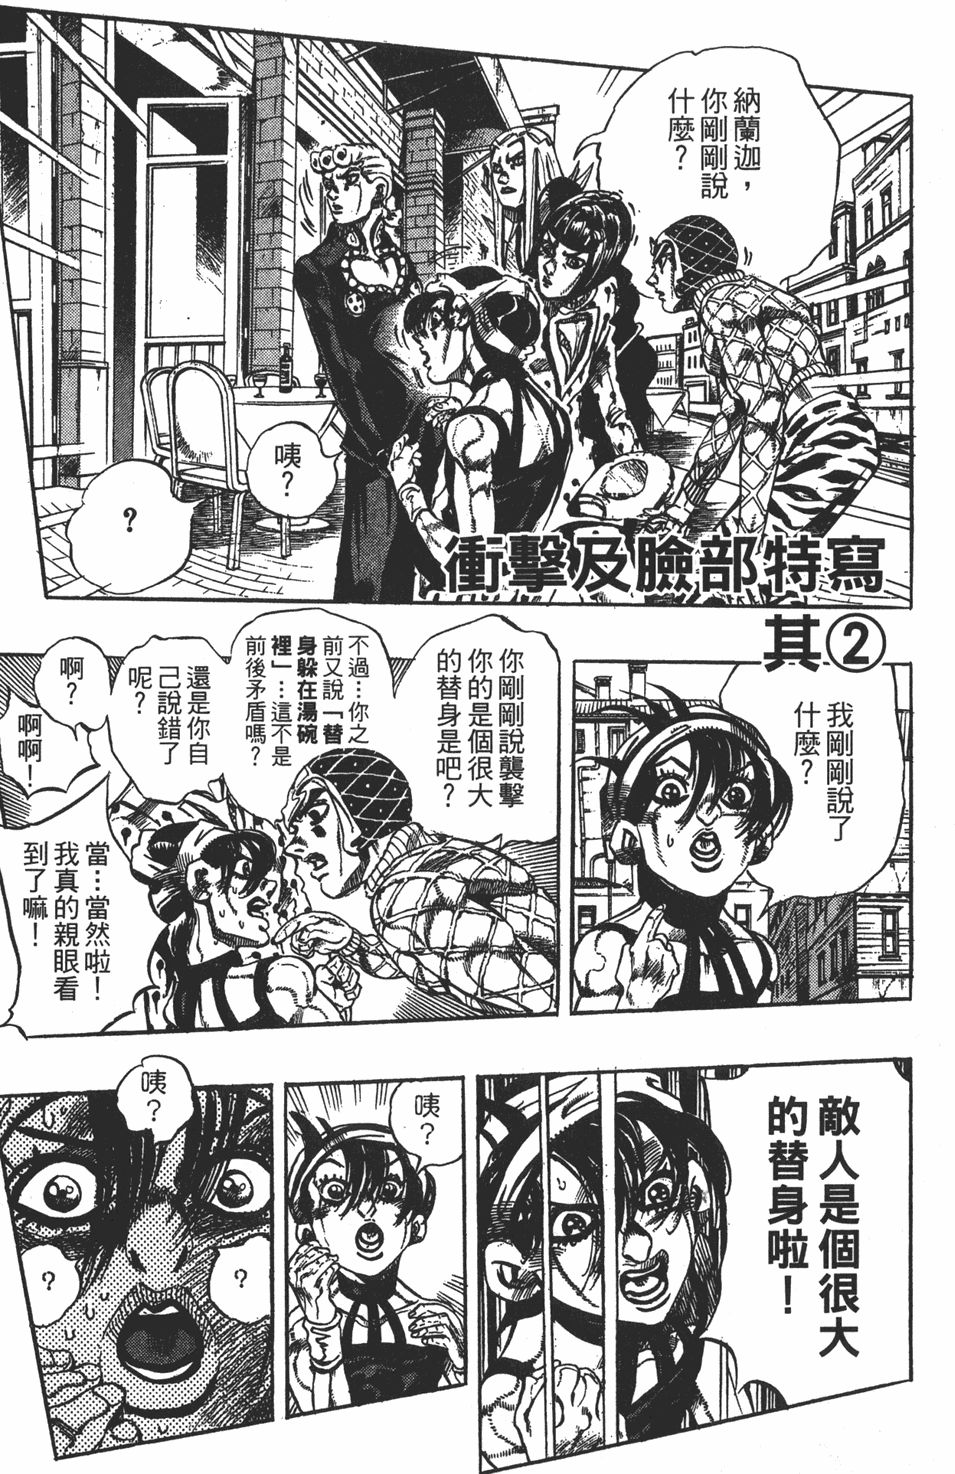 納蘭迦，
你剛剛說
什麼？
咦？
？
衝擊及臉部特寫
其②
我剛剛說了
什麼？
你剛剛說襲擊
你的是個很大
的替身是吧？
不過…你之
前又說「替
身躲在湯碗
裡」…這不是
前後矛盾嗎？
還是你自
己說錯了
呢？
啊？
啊啊！
當…當然啦！
我真的親眼看
到了嘛！
敵人是個很大
的替身啦！
咦？
咦？
？
？